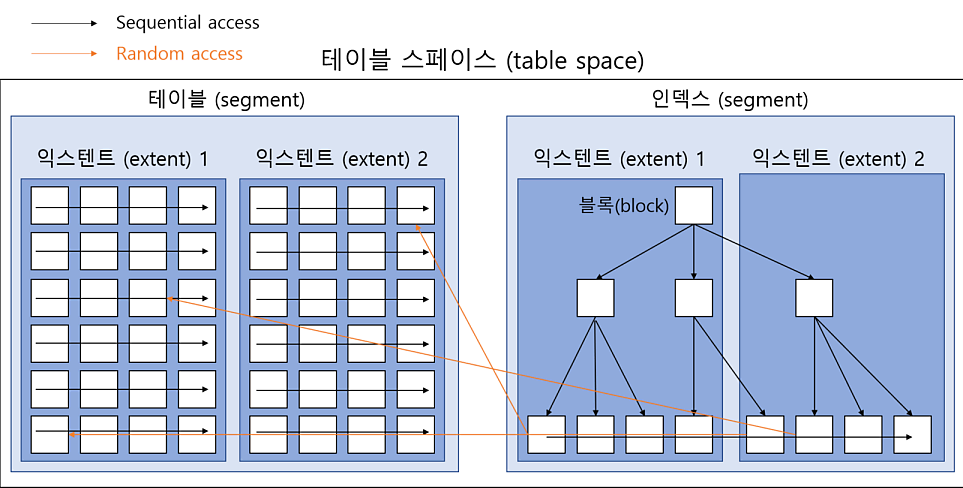 Sequential access
Random access
테이블 스페이스 (table space)
테이블 (segment)
인덱스 (segment)
익스텐트 (extent) 1
익스텐트 (extent) 2
익스텐트 (extent) 1
익스텐트 (extent) 2
블록(block)